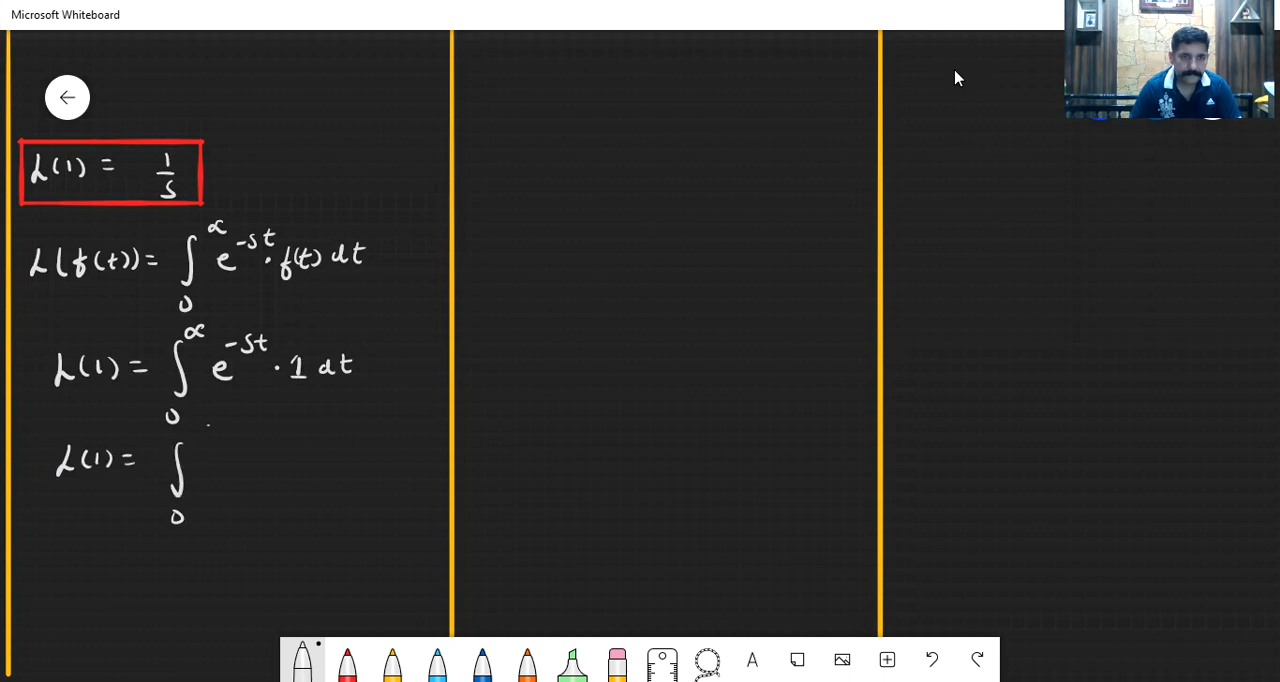 Microsoft Whiteboard
L(1) = 1/s
L(f(t)) = ∫₀^∝ e^-st · f(t) dt
L(1) = ∫₀^∝ e^-st · 1 dt
L(1) = ∫₀